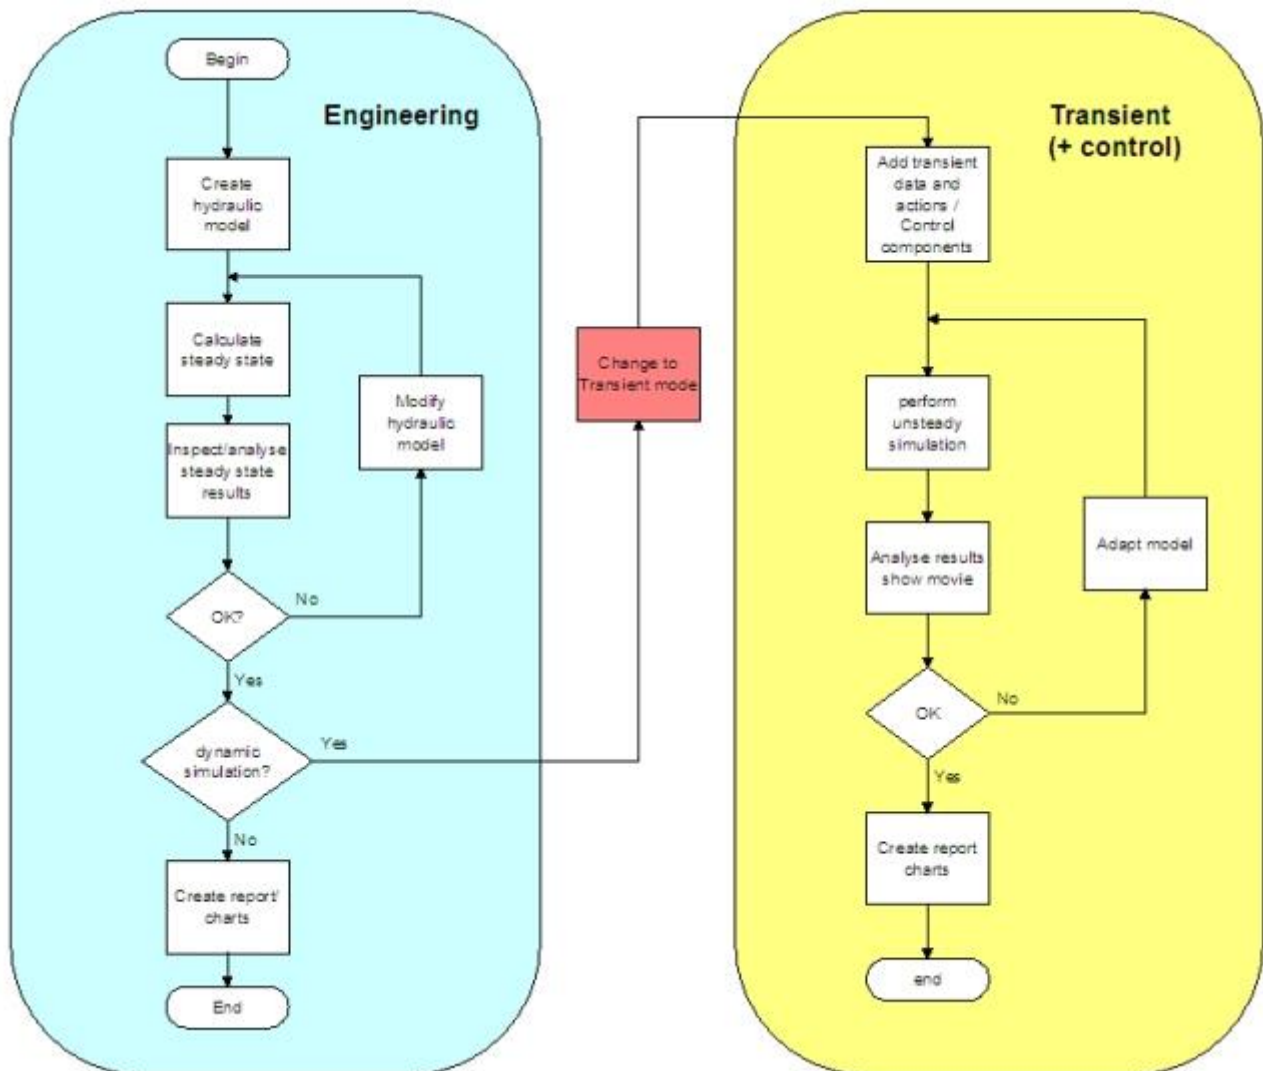 Begin
Engineering
Create
hydraulic
model
Calculate
steady state
Modify
hydraulic
model
Inspect/analyse
steady state
results
OK?
No
Yes
dynamic
simulation?
Yes
No
Create report/
charts
End
Change to
Transient mode
Transient
(+ control)
Add transient
data and
actions /
Control
components
perform
unsteady
simulation
Analyse results
show movie
Adapt model
OK
No
Yes
Create report
charts
end